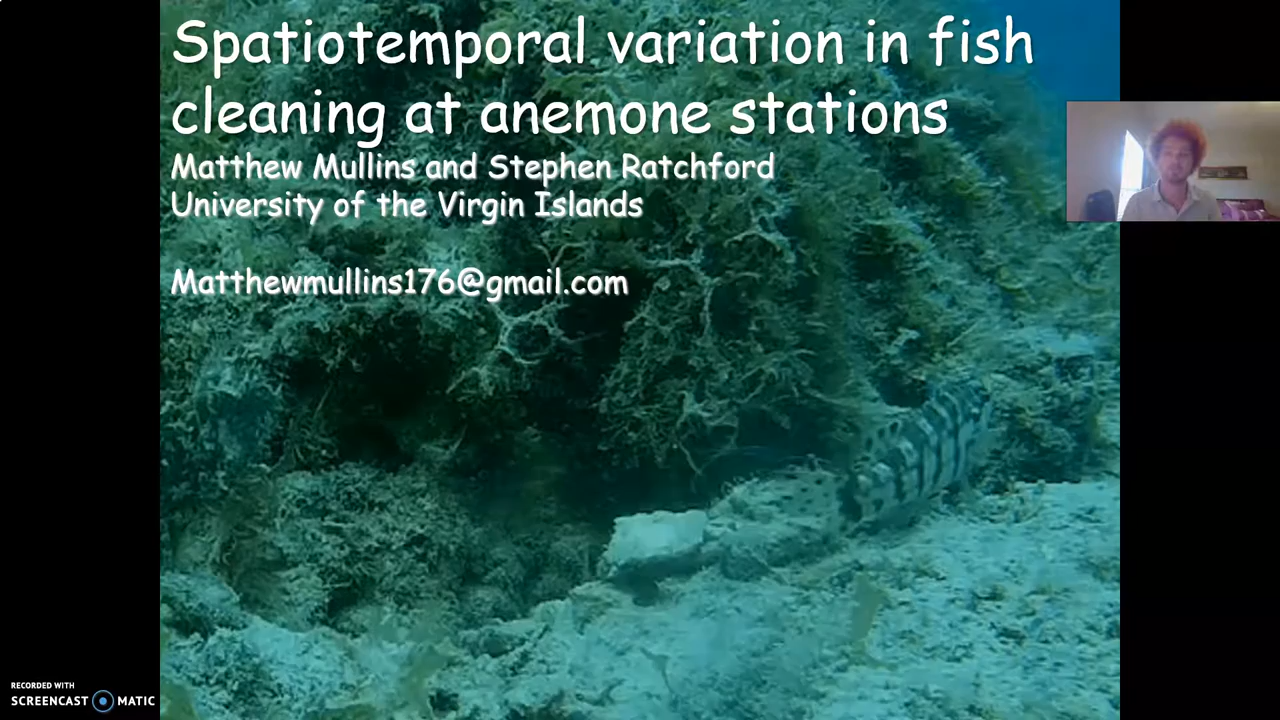 Spatiotemporal variation in fish
cleaning at anemone stations
Matthew Mullins and Stephen Ratchford
University of the Virgin Islands
Matthewmullins176@gmail.com
RECORDED WITH
SCREENCAST MATIC